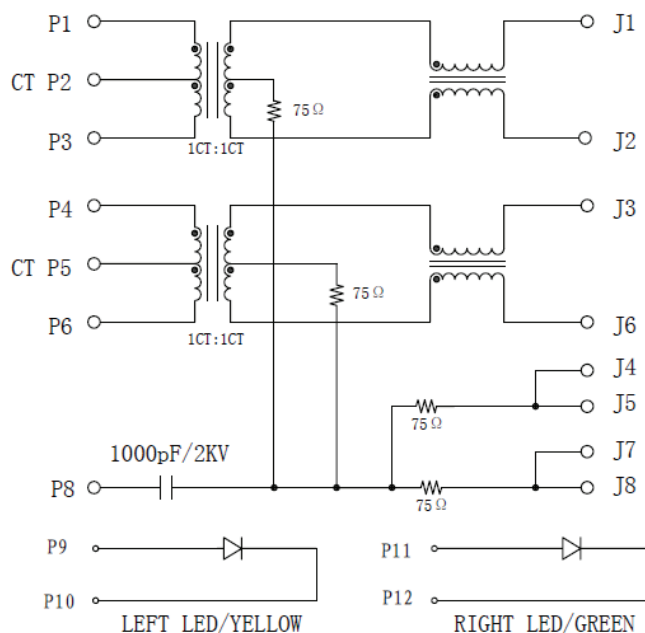 P1
J1
CT P2
75Ω
P3
J2
1CT:1CT
P4
J3
CT P5
75Ω
P6
J6
1CT:1CT
J4
J5
75Ω
1000pF/2KV
J7
P8
J8
75Ω
P9
P11
P10
P12
LEFT LED/YELLOW
RIGHT LED/GREEN